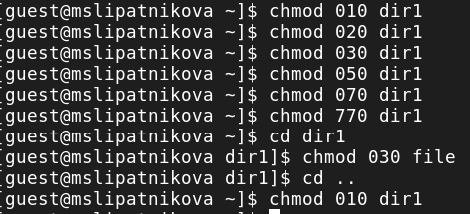 [guest@mslipatnikova ~]$ chmod 010 dir1
[guest@mslipatnikova ~]$ chmod 020 dir1
[guest@mslipatnikova ~]$ chmod 030 dir1
[guest@mslipatnikova ~]$ chmod 050 dir1
[guest@mslipatnikova ~]$ chmod 070 dir1
[guest@mslipatnikova ~]$ chmod 770 dir1
[guest@mslipatnikova ~]$ cd dir1
[guest@mslipatnikova dir1]$ chmod 030 file
[guest@mslipatnikova dir1]$ cd ..
[guest@mslipatnikova ~]$ chmod 010 dir1